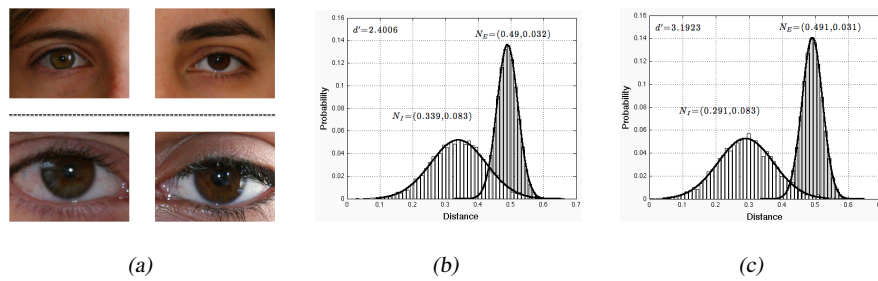 d′=2.4006
N_E=(0.49,0.032)
N_I=(0.339,0.083)
Probability
0.16
0.14
0.12
0.1
0.08
0.06
0.04
0.02
0
0 0.1 0.2 0.3 0.4 0.5 0.6 0.7
Distance
d′=3.1923
N_E=(0.491,0.031)
N_I=(0.291,0.083)
Probability
0.16
0.14
0.12
0.1
0.08
0.06
0.04
0.02
0
0 0.1 0.2 0.3 0.4 0.5 0.6
Distance
(a) (b) (c)